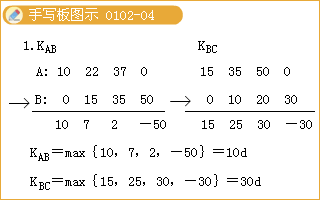 手写板图示 0102-04
1.KAB KBC
A: 10 22 37 0 15 35 50 0
→ B: 0 15 35 50 → 0 10 20 30
10 7 2 -50 15 25 30 -30
KAB=max{10, 7, 2, -50}=10d
KBC=max{15, 25, 30, -30}=30d